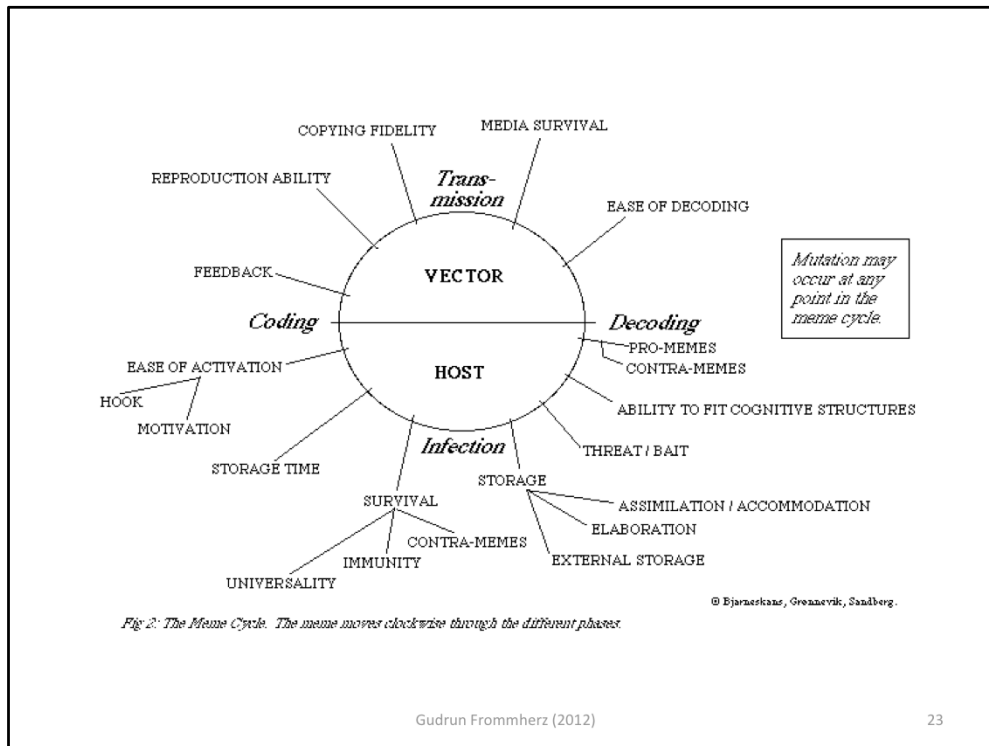 COPYING FIDELITY
MEDIA SURVIVAL
REPRODUCTION ABILITY
Trans-
mission
EASE OF DECODING
FEEDBACK
VECTOR
Mutation may
occur at any
point in the
meme cycle.
Coding
Decoding
PRO-MEMES
CONTRA-MEMES
EASE OF ACTIVATION
HOST
HOOK
MOTIVATION
ABILITY TO FIT COGNITIVE STRUCTURES
Infection
THREAT / BAIT
STORAGE TIME
STORAGE
SURVIVAL
ASSIMILATION / ACCOMMODATION
ELABORATION
CONTRA-MEMES
IMMUNITY
EXTERNAL STORAGE
UNIVERSALITY
© Bjarneskans, Grønnevik, Sandberg.
Fig 2: The Meme Cycle. The meme moves clockwise through the different phases.
Gudrun Frommherz (2012)
23